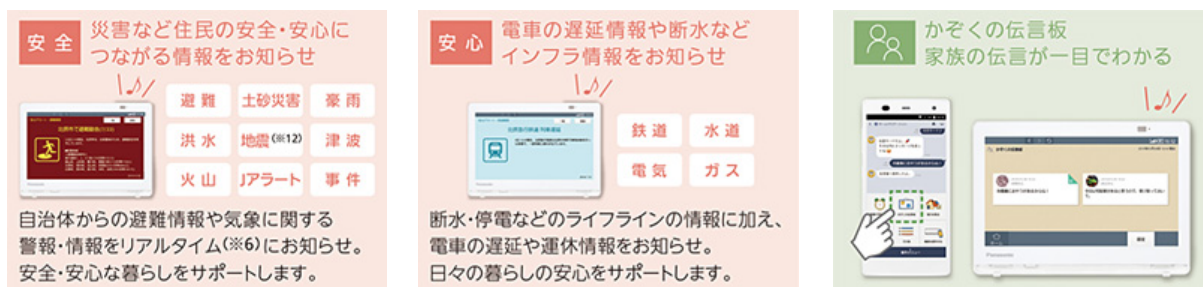 安全
災害など住民の安全・安心に
つながる情報をお知らせ
避難
土砂災害
豪雨
洪水
地震(※12)
津波
火山
Jアラート
事件
Panasonic
自治体からの避難情報や気象に関する
警報・情報をリアルタイム(※6)にお知らせ。
安全・安心な暮らしをサポートします。
安心
電車の遅延情報や断水など
インフラ情報をお知らせ
鉄道
水道
電気
ガス
Panasonic
断水・停電などのライフラインの情報に加え、
電車の遅延や運休情報をお知らせ。
日々の暮らしの安心をサポートします。
かぞくの伝言板
家族の伝言が一目でわかる
Panasonic